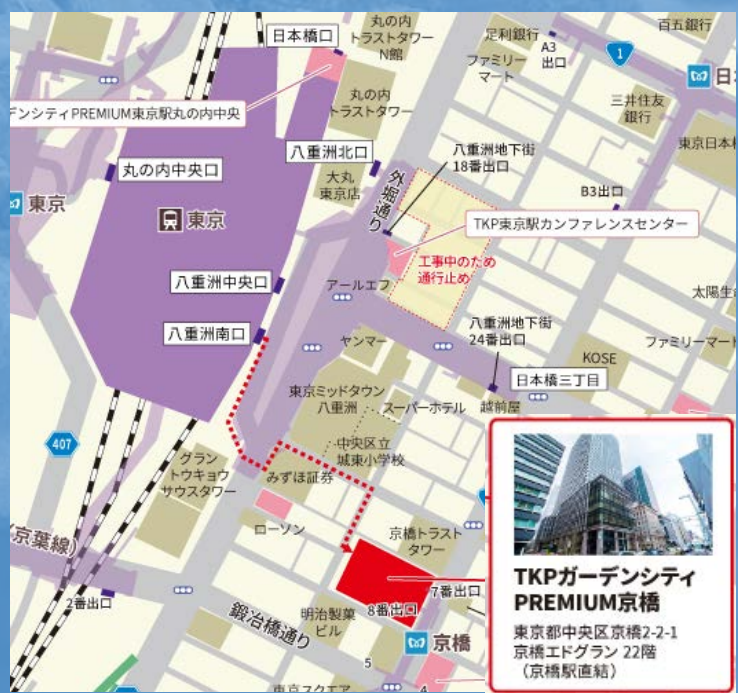 丸の内
トラストタワー
N館
日本橋口
足利銀行
A3
出口
ファミリー
マート
1
百五銀行
日
三井住友
銀行
東京日本橋
デンシティPREMIUM東京駅丸の内中央
丸の内
トラストタワー
八重洲北口
八重洲地下街
18番出口
丸の内中央口
大丸
東京店
外堀通り
B3出口
東京
東京
TKP東京駅カンファレンスセンター
工事中のため
通行止め
八重洲中央口
アールエフ
太陽生命
八重洲南口
八重洲地下街
24番出口
ヤンマー
KOSE
ファミリーマート
日本橋三丁目
東京ミッドタウン
八重洲
スーパーホテル
越前屋
407
中央区立
城東小学校
グラン
トウキョウ
サウスタワー
みずほ証券
ローソン
京橋トラスト
タワー
(京葉線)
2番出口
7番出口
8番出口
鍛冶橋通り
明治製菓
ビル
京橋
5
4
東京スクエア
TKPガーデンシティ
PREMIUM京橋
東京都中央区京橋2-2-1
京橋エドグラン 22階
（京橋駅直結）